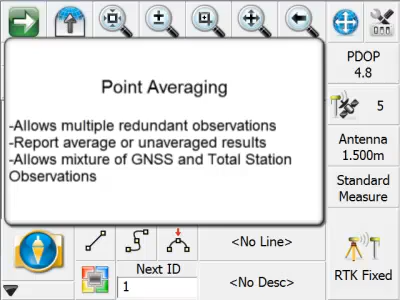 Point Averaging
-Allows multiple redundant observations
-Report average or unaveraged results
-Allows mixture of GNSS and Total Station
Observations
PDOP
4.8
5
Antenna
1.500m
Standard
Measure
RTK Fixed
<No Line>
Next ID
1
<No Desc>